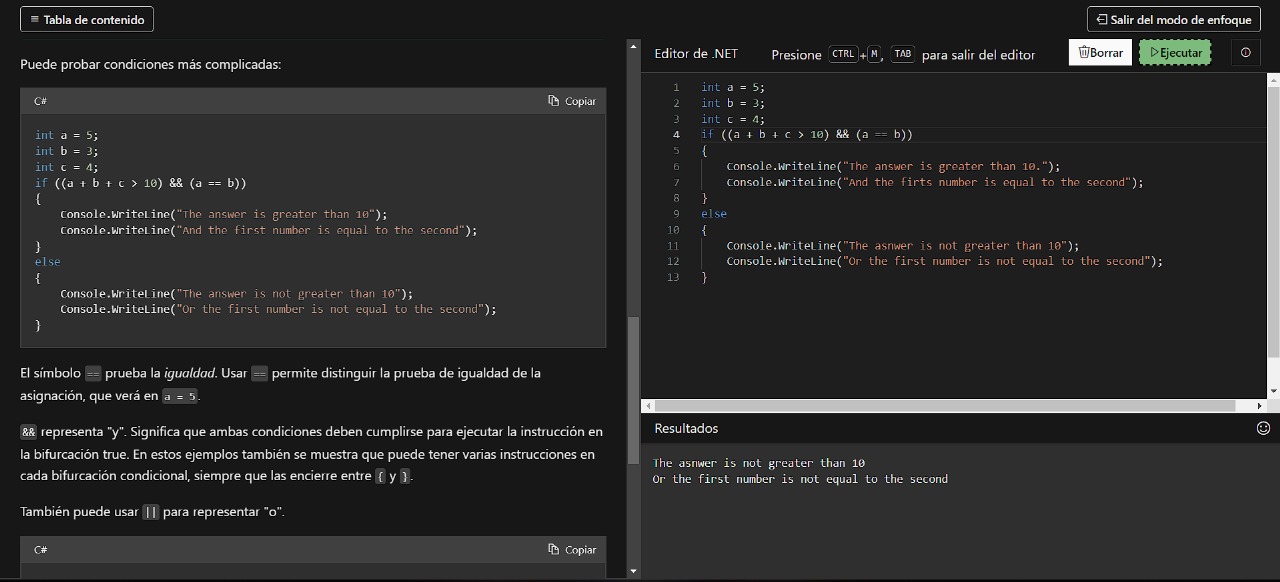 ≡ Tabla de contenido
Salir del modo de enfoque
Puede probar condiciones más complicadas:
C#
Copiar
int a = 5;
int b = 3;
int c = 4;
if ((a + b + c > 10) && (a == b))
{
    Console.WriteLine("The answer is greater than 10");
    Console.WriteLine("And the first number is equal to the second");
}
else
{
    Console.WriteLine("The answer is not greater than 10");
    Console.WriteLine("Or the first number is not equal to the second");
}
El símbolo == prueba la igualdad. Usar == permite distinguir la prueba de igualdad de la
asignación, que verá en a = 5.
&& representa "y". Significa que ambas condiciones deben cumplirse para ejecutar la instrucción en
la bifurcación true. En estos ejemplos también se muestra que puede tener varias instrucciones en
cada bifurcación condicional, siempre que las encierre entre { y }.
También puede usar || para representar "o".
C#
Copiar
Editor de .NET
Presione CTRL+M, TAB para salir del editor
Borrar
Ejecutar
1 int a = 5;
2 int b = 3;
3 int c = 4;
4 if ((a + b + c > 10) && (a == b))
5 {
6     Console.WriteLine("The answer is greater than 10.");
7     Console.WriteLine("And the firts number is equal to the second");
8 }
9 else
10 {
11     Console.WriteLine("The asnwer is not greater than 10");
12     Console.WriteLine("Or the first number is not equal to the second");
13 }
Resultados
The asnwer is not greater than 10
Or the first number is not equal to the second